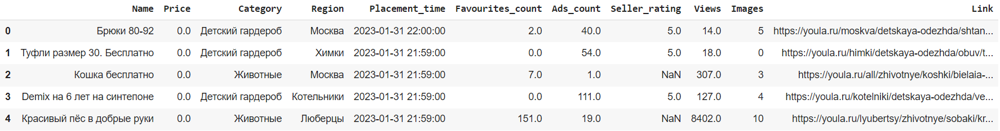 Name Price Category Region Placement_time Favourites_count Ads_count Seller_rating Views Images Link
0 Брюки 80-92 0.0 Детский гардероб Москва 2023-01-31 22:00:00 2.0 40.0 5.0 14.0 5 https://youla.ru/moskva/detskaya-odezhda/shtan...
1 Туфли размер 30. Бесплатно 0.0 Детский гардероб Химки 2023-01-31 21:59:00 0.0 54.0 5.0 18.0 0 https://youla.ru/himki/detskaya-odezhda/obuv/t...
2 Кошка бесплатно 0.0 Животные Москва 2023-01-31 21:59:00 7.0 1.0 NaN 307.0 3 https://youla.ru/all/zhivotnye/koshki/bielaia-...
3 Demix на 6 лет на синтепоне 0.0 Детский гардероб Котельники 2023-01-31 21:59:00 0.0 111.0 5.0 127.0 4 https://youla.ru/kotelniki/detskaya-odezhda/ve...
4 Красивый пёс в добрые руки 0.0 Животные Люберцы 2023-01-31 21:59:00 151.0 19.0 NaN 8402.0 10 https://youla.ru/lyubertsy/zhivotnye/sobaki/kr...